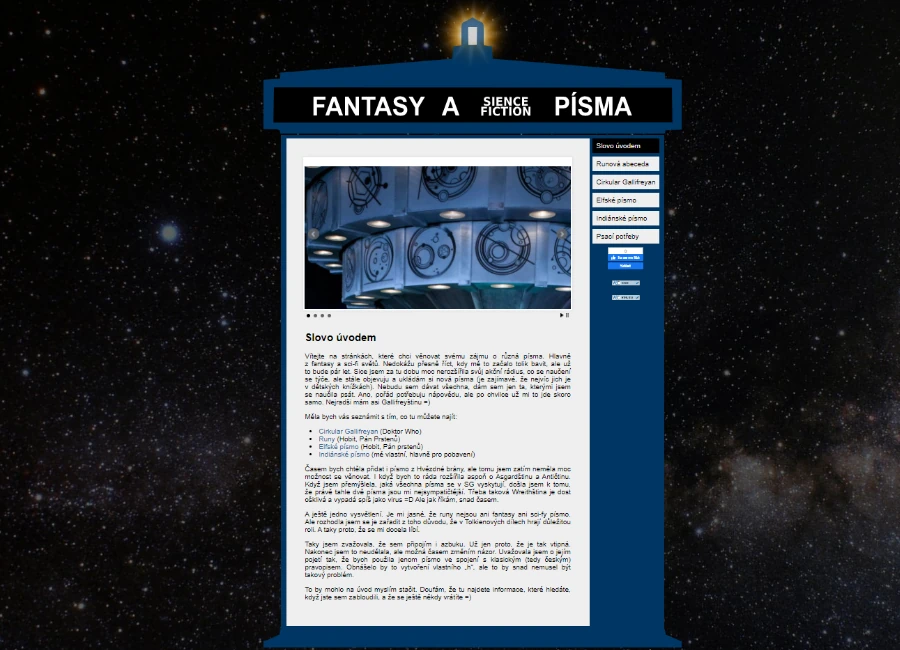 FANTASY A SIENCE FICTION PÍSMA
Slovo úvodem
Runová abeceda
Cirkular Gallifreyan
Elfské písmo
Indiánské písmo
Psací potřeby
Slovo úvodem
Vítejte na stránkách, které chci věnovat svému zájmu o různá písma. Hlavně
z fantasy a sci-fi světů. Nedokážu přesně říct, kdy mě to začalo tolik bavit, ale už
to bude pár let. Sice jsem za tu dobu moc nerozšířila svůj akční rádius, co se naučení
se týče, ale stále objevuju a ukládám si nová písma (je zajímavé, že nejvíc jich je
v dětských knížkách). Nebudu sem dávat všechna, dám sem jen ta, kterými jsem
se naučila psát. Ano, pořád potřebuju nápovědu, ale po chvilce už mi to jde skoro
samo. Nejradši mám asi Gallifreyštinu =)
Měla bych vás seznámit s tím, co tu můžete najít:
Cirkular Gallifreyan (Doktor Who)
Runy (Hobit, Pán Prstenů)
Elfské písmo (Hobit, Pán prstenů)
Indiánské písmo (mé vlastní, hlavně pro pobavení)
Časem bych chtěla přidat i písmo z Hvězdné brány, ale tomu jsem zatím neměla moc
možnost se věnovat. I když bych to ráda rozšířila aspoň o Asgardštinu a Antičtinu.
Když jsem přemýšlela, jaká všechna písma se v SG vyskytují, došla jsem k tomu,
že právě tahle dvě písma jsou mi nejsympatičtější. Třeba taková Wraithština je dost
ošklivá a vypadá spíš jako virus =D Ale jak říkám, snad časem.
A ještě jedno vysvětlení. Je mi jasné, že runy nejsou ani fantasy ani sci-fy písmo.
Ale rozhodla jsem se je zařadit z toho důvodu, že v Tolkienových dílech hrají důležitou
roli. A taky proto, že se mi docela líbí.
Taky jsem zvažovala, že sem připojím i azbuku. Už jen proto, že je tak vtipná.
Nakonec jsem to neudělala, ale možná časem změním názor. Uvažovala jsem o jejím
pojetí tak, že bych použila jenom písmo ve spojení s klasickým (tedy českým)
pravopisem. Obnášelo by to vytvoření vlastního „h“, ale to by snad nemusel být
takový problém.
To by mohlo na úvod myslím stačit. Doufám, že tu najdete informace, které hledáte,
když jste sem zabloudili, a že se ještě někdy vrátíte =)